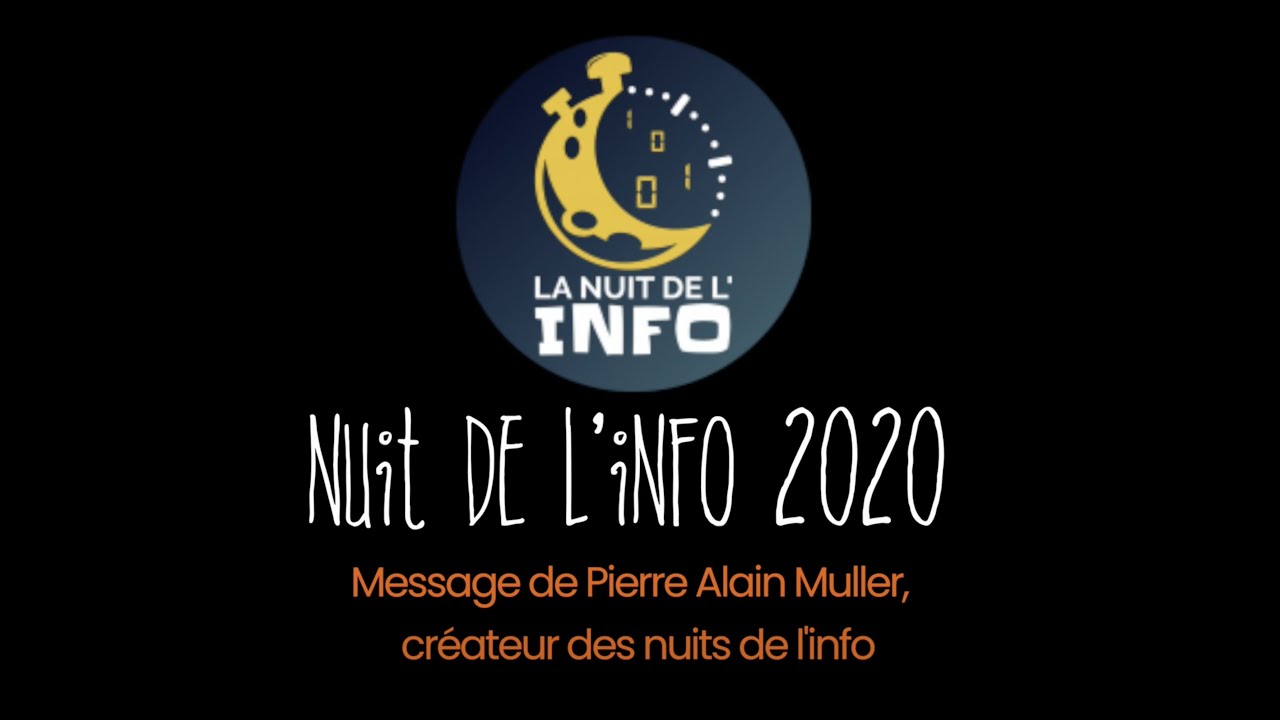 1
0
0 1
LA NUIT DE L'
INFO
NUit DE L'iNFO 2020
Message de Pierre Alain Muller,
créateur des nuits de l'info